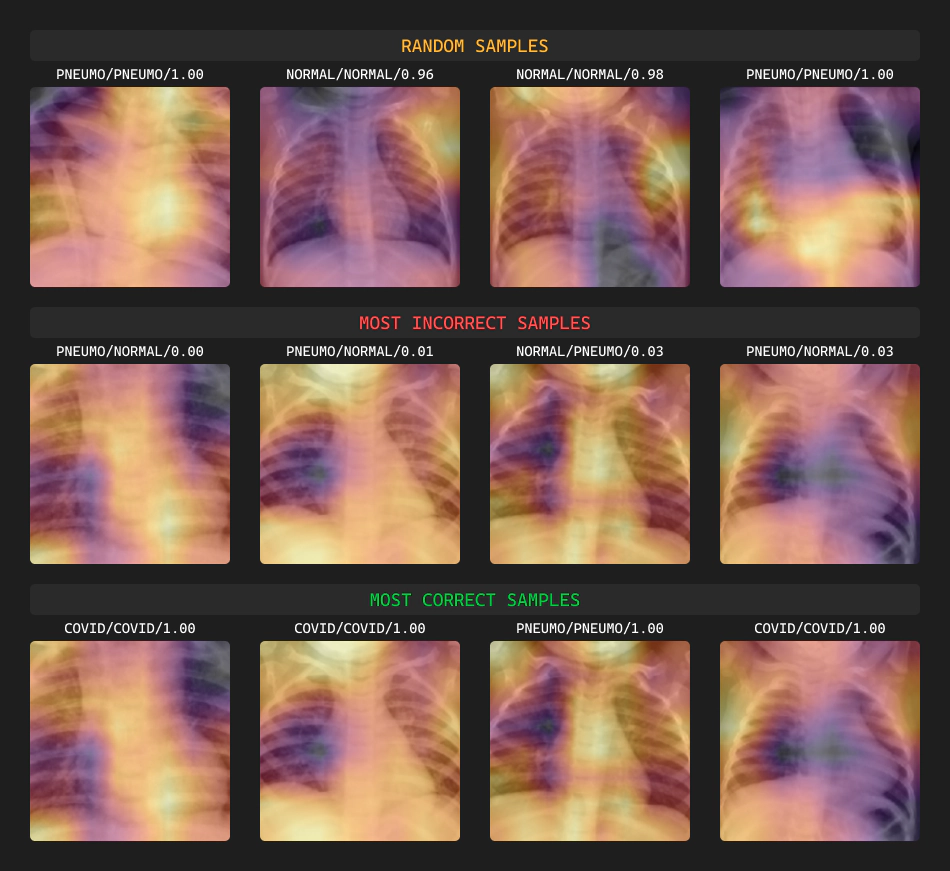 RANDOM SAMPLES
PNEUMO/PNEUMO/1.00
NORMAL/NORMAL/0.96
NORMAL/NORMAL/0.98
PNEUMO/PNEUMO/1.00
MOST INCORRECT SAMPLES
PNEUMO/NORMAL/0.00
PNEUMO/NORMAL/0.01
NORMAL/PNEUMO/0.03
PNEUMO/NORMAL/0.03
MOST CORRECT SAMPLES
COVID/COVID/1.00
COVID/COVID/1.00
PNEUMO/PNEUMO/1.00
COVID/COVID/1.00